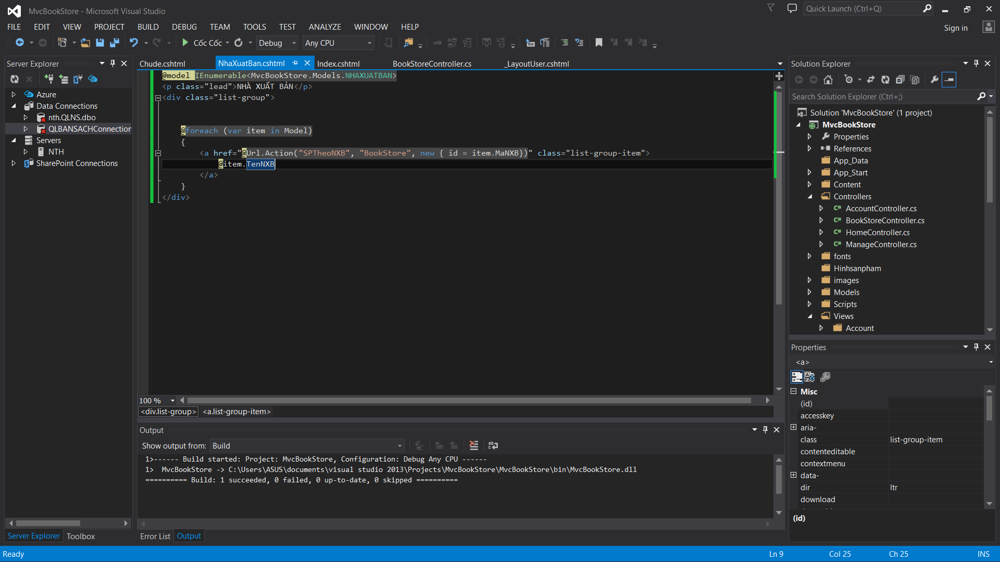 MvcBookStore - Microsoft Visual Studio
Quick Launch (Ctrl+Q)
FILE EDIT VIEW PROJECT BUILD DEBUG TEAM TOOLS TEST ANALYZE WINDOW HELP
Sign in
Cốc Cốc Debug Any CPU
Server Explorer
Azure
Data Connections
nth.QLNS.dbo
QLBANSACHConnection
Servers
NTH
SharePoint Connections
Server Explorer Toolbox
Chude.cshtml NhaXuatBan.cshtml Index.cshtml BookStoreController.cs _LayoutUser.cshtml
@model IEnumerable<MvcBookStore.Models.NHAXUATBAN>
<p class="lead">NHÀ XUẤT BẢN</p>
<div class="list-group">
@foreach (var item in Model)
{
<a href="@Url.Action("SPTheoNXB", "BookStore", new { id = item.MaNXB})" class="list-group-item">
@item.TenNXB
</a>
}
</div>
100 %
<div.list-group> <a.list-group-item>
Output
Show output from: Build
1>------ Build started: Project: MvcBookStore, Configuration: Debug Any CPU ------
1> MvcBookStore -> C:\Users\ASUS\documents\visual studio 2013\Projects\MvcBookStore\MvcBookStore\bin\MvcBookStore.dll
========== Build: 1 succeeded, 0 failed, 0 up-to-date, 0 skipped ==========
Error List Output
Solution Explorer
Search Solution Explorer (Ctrl+;)
Solution 'MvcBookStore' (1 project)
MvcBookStore
Properties
References
App_Data
App_Start
Content
Controllers
C# AccountController.cs
C# BookStoreController.cs
C# HomeController.cs
C# ManageController.cs
fonts
Hinhsanpham
images
Models
Scripts
Views
Account
Properties
<a>
Misc
(id)
accesskey
aria-
class list-group-item
contenteditable
contextmenu
data-
dir ltr
download
(id)
Ready Ln 9 Col 25 Ch 25 INS